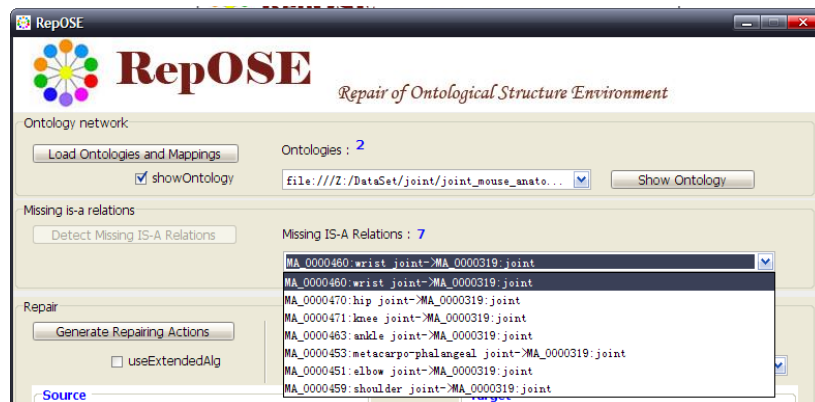 RepOSE
RepOSE
Repair of Ontological Structure Environment
Ontology network
Load Ontologies and Mappings
Ontologies : 2
showOntology
file:///Z:/DataSet/joint/joint_mouse_anato...
Show Ontology
Missing is-a relations
Detect Missing IS-A Relations
Missing IS-A Relations : 7
MA_0000460:wrist joint->MA_0000319:joint
MA_0000460:wrist joint->MA_0000319:joint
MA_0000470:hip joint->MA_0000319:joint
Repair
MA_0000471:knee joint->MA_0000319:joint
Generate Repairing Actions
MA_0000463:ankle joint->MA_0000319:joint
MA_0000453:metacarpo-phalangeal joint->MA_0000319:joint
useExtendedAlg
MA_0000451:elbow joint->MA_0000319:joint
MA_0000459:shoulder joint->MA_0000319:joint
Source